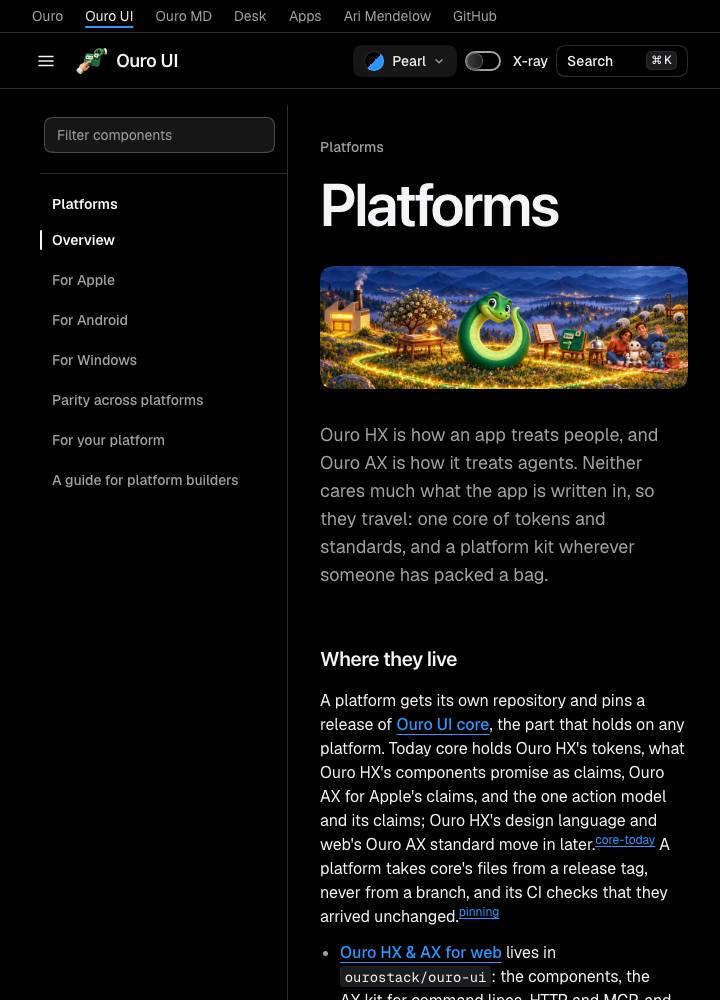 Ouro Ouro UI Ouro MD Desk Apps Ari Mendelow GitHub
Ouro UI Pearl X-ray Search ⌘ K
Filter components
Platforms
Overview
For Apple
For Android
For Windows
Parity across platforms
For your platform
A guide for platform builders
Platforms
Platforms
Ouro HX is how an app treats people, and
Ouro AX is how it treats agents. Neither
cares much what the app is written in, so
they travel: one core of tokens and
standards, and a platform kit wherever
someone has packed a bag.
Where they live
A platform gets its own repository and pins a
release of Ouro UI core, the part that holds on any
platform. Today core holds Ouro HX's tokens, what
Ouro HX's components promise as claims, Ouro
AX for Apple's claims, and the one action model
and its claims; Ouro HX's design language and
web's Ouro AX standard move in later.core-today A
platform takes core's files from a release tag,
never from a branch, and its CI checks that they
arrived unchanged.pinning
• Ouro HX & AX for web lives in
ourostack/ouro-ui: the components, the
AX kit for command lines, HTTP and MCP, and